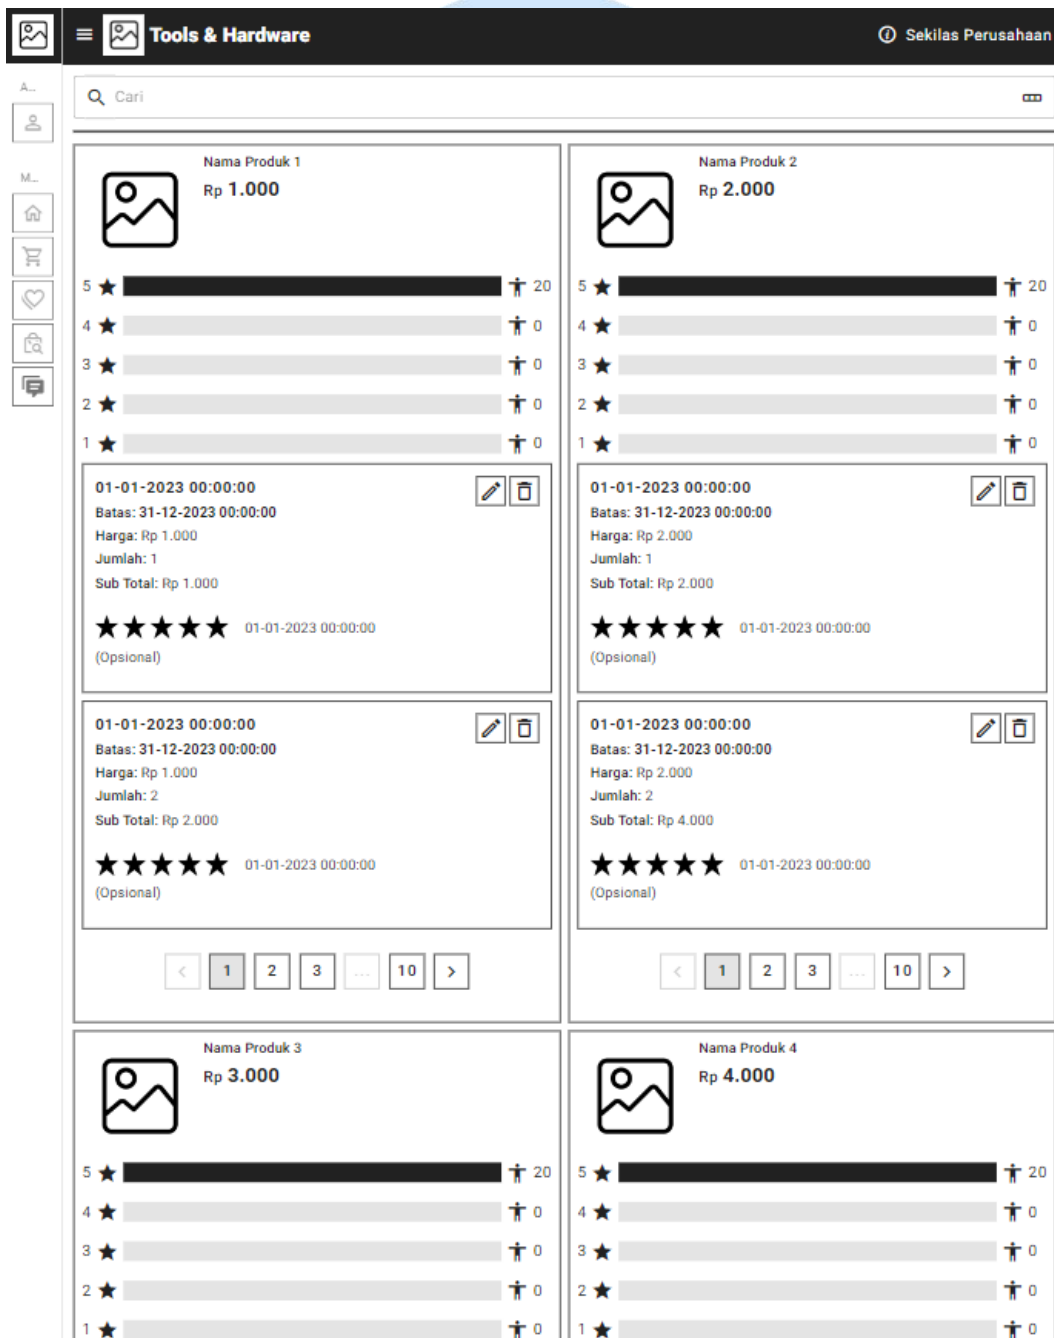 Tools & Hardware
Sekilas Perusahaan
A...
Cari
M...
Nama Produk 1
Rp 1.000
5 20
4 0
3 0
2 0
1 0
01-01-2023 00:00:00
Batas: 31-12-2023 00:00:00
Harga: Rp 1.000
Jumlah: 1
Sub Total: Rp 1.000
01-01-2023 00:00:00
(Opsional)
01-01-2023 00:00:00
Batas: 31-12-2023 00:00:00
Harga: Rp 1.000
Jumlah: 2
Sub Total: Rp 2.000
01-01-2023 00:00:00
(Opsional)
< 1 2 3 ... 10 >
Nama Produk 2
Rp 2.000
5 20
4 0
3 0
2 0
1 0
01-01-2023 00:00:00
Batas: 31-12-2023 00:00:00
Harga: Rp 2.000
Jumlah: 1
Sub Total: Rp 2.000
01-01-2023 00:00:00
(Opsional)
01-01-2023 00:00:00
Batas: 31-12-2023 00:00:00
Harga: Rp 2.000
Jumlah: 2
Sub Total: Rp 4.000
01-01-2023 00:00:00
(Opsional)
< 1 2 3 ... 10 >
Nama Produk 3
Rp 3.000
5 20
4 0
3 0
2 0
1 0
Nama Produk 4
Rp 4.000
5 20
4 0
3 0
2 0
1 0